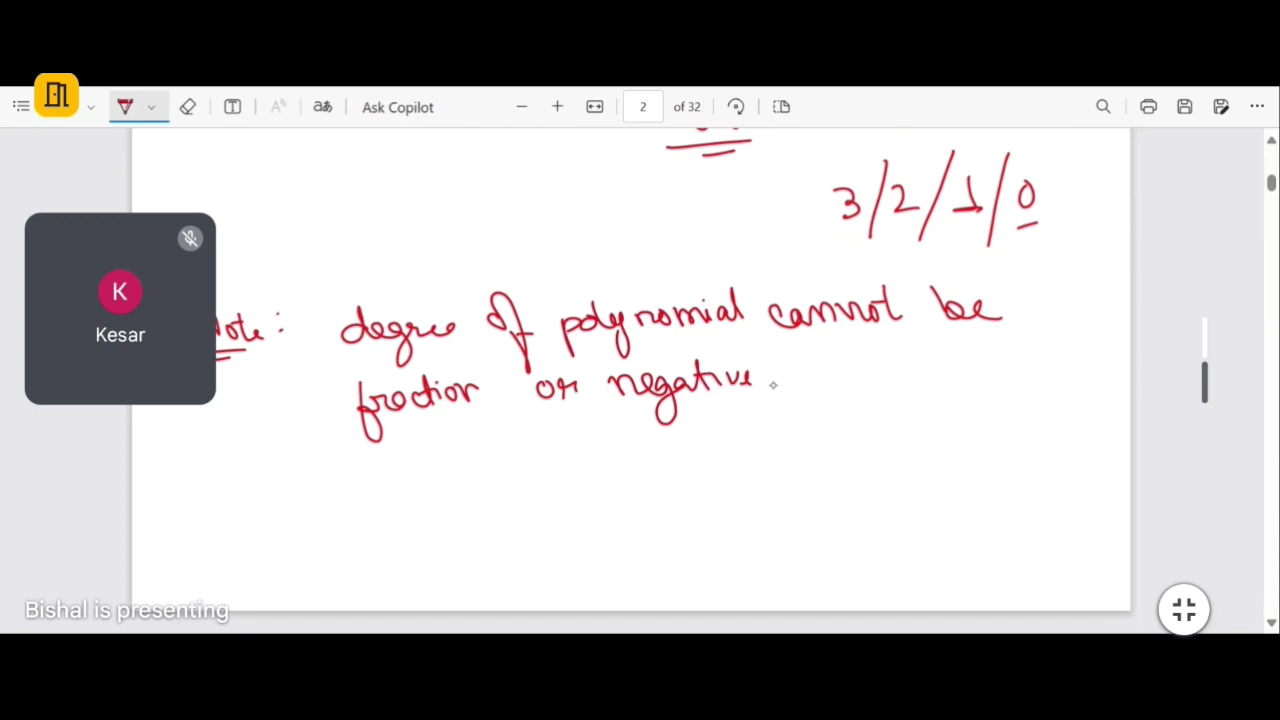 Ask Copilot
2
of 32
3/2/1/0
K
Kesar
Note: degree of polynomial cannot be
fraction or negative
Bishal is presenting